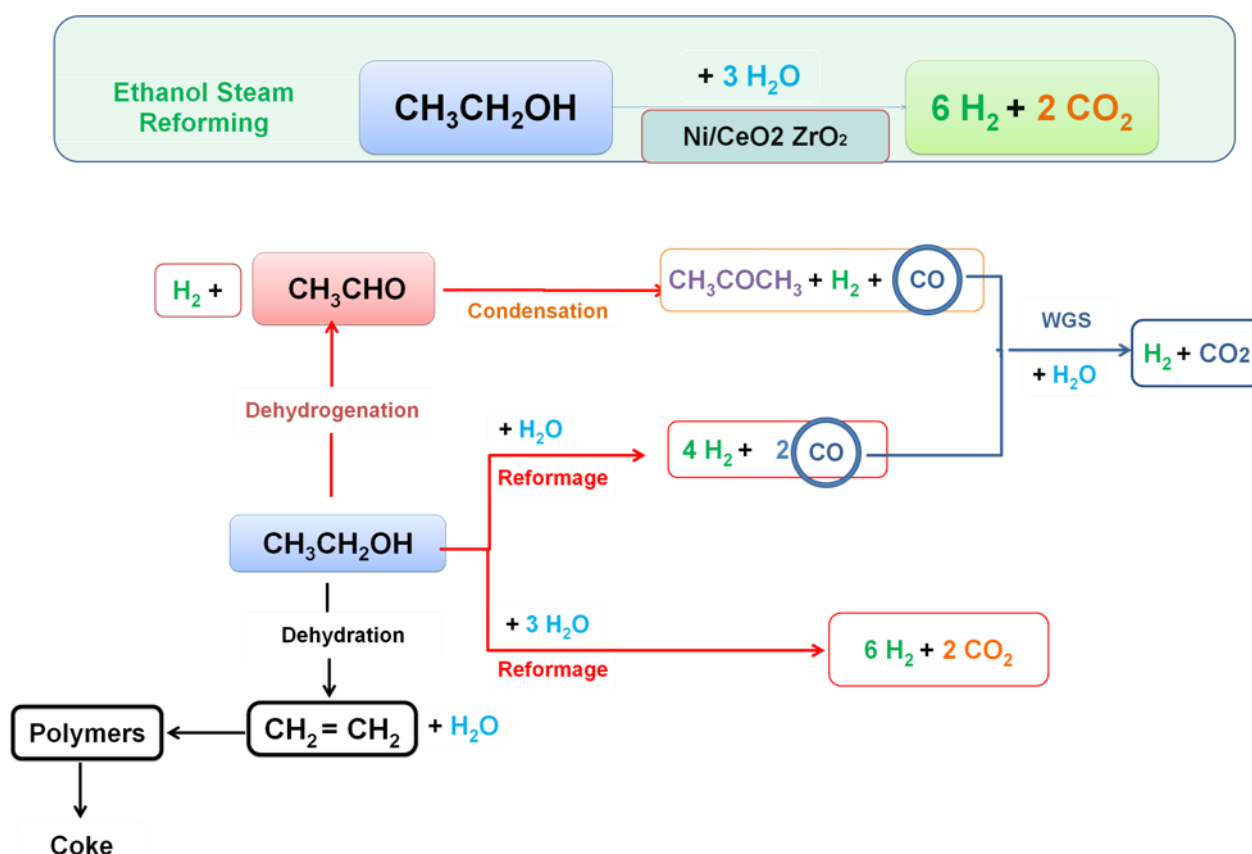 Ethanol Steam
Reforming
CH₃CH₂OH
+ 3 H₂O
Ni/CeO2 ZrO₂
6 H₂ + 2 CO₂
H₂ +
CH₃CHO
Condensation
CH₃COCH₃ + H₂ + CO
WGS
+ H₂O
H₂ + CO₂
Dehydrogenation
+ H₂O
Reformage
4 H₂ + 2 CO
CH₃CH₂OH
Dehydration
+ 3 H₂O
Reformage
6 H₂ + 2 CO₂
Polymers
CH₂ = CH₂ + H₂O
Coke